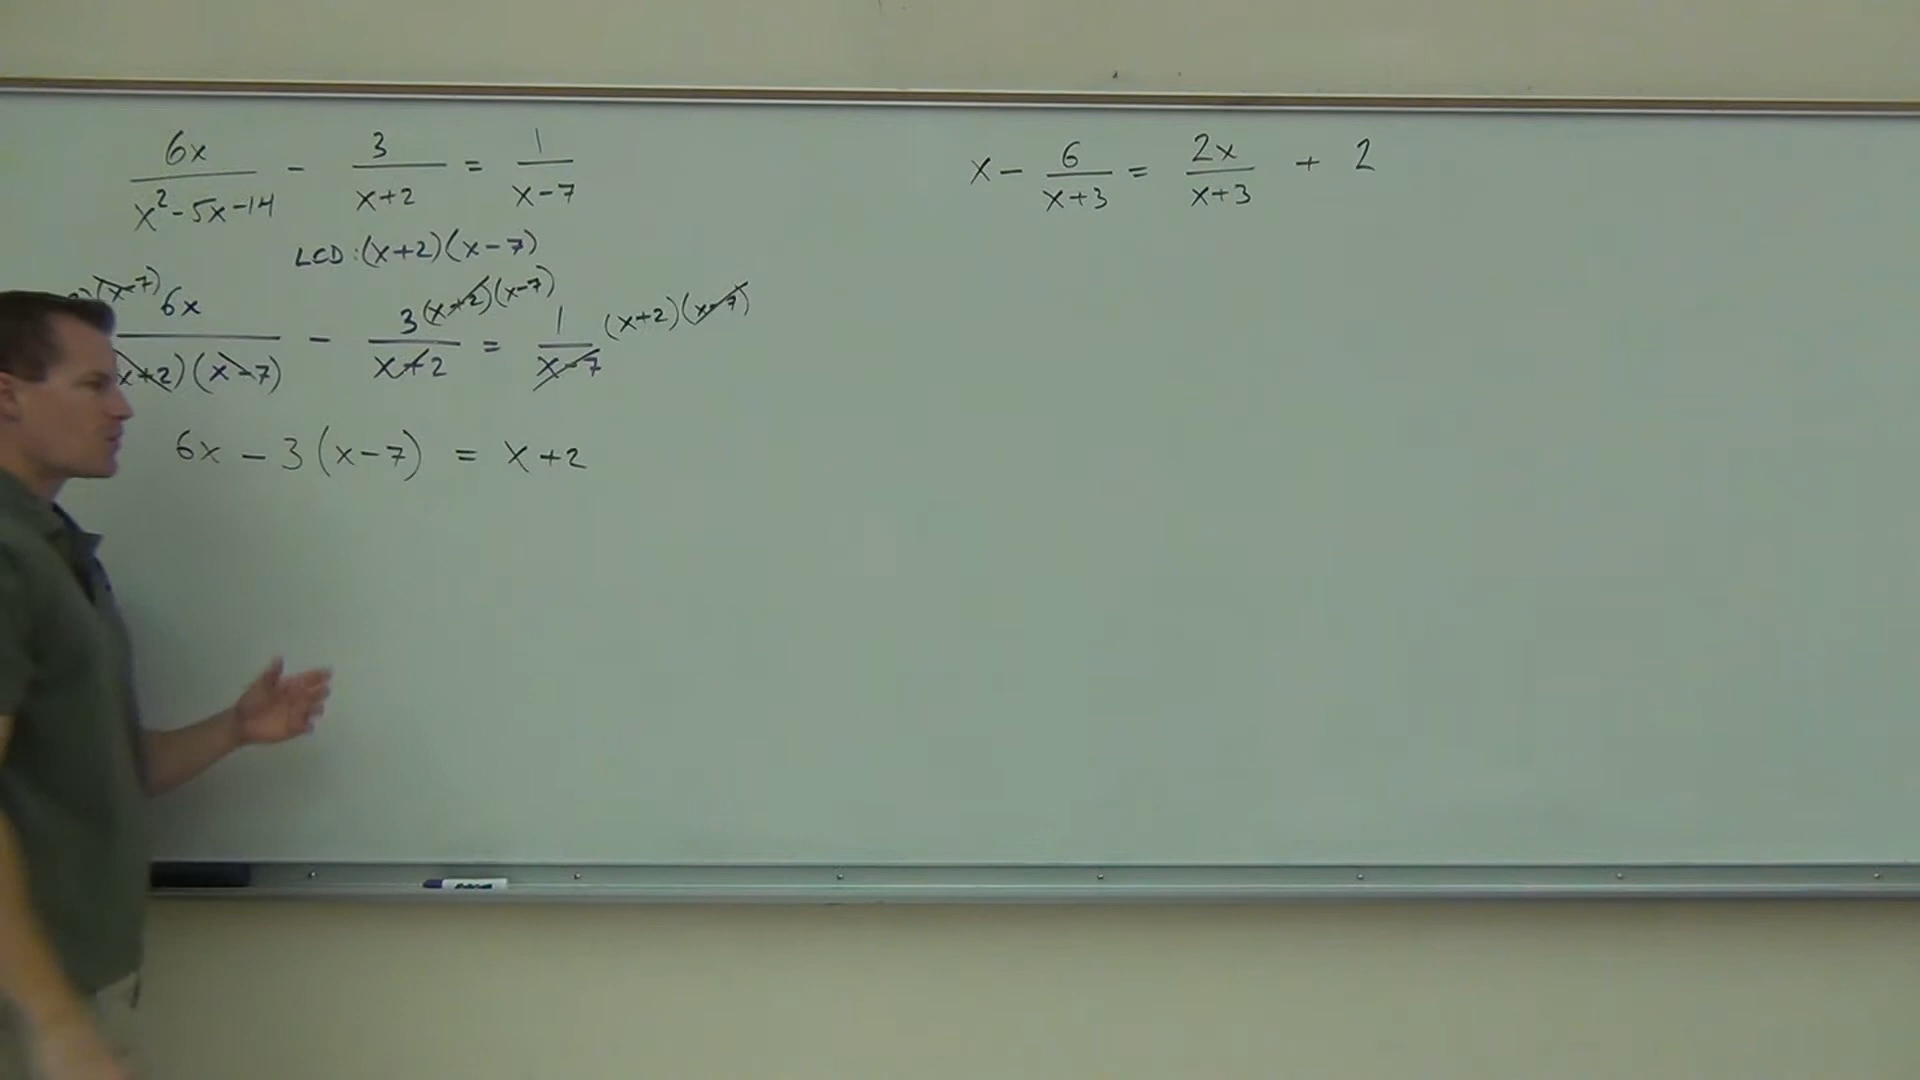 6x/(x²-5x-14) - 3/(x+2) = 1/(x-7)
LCD: (x+2)(x-7)
(x-7) 6x/(x+2)(x-7) - 3(x+2)(x-7)/(x+2) = 1/(x-7) (x+2)(x-7)
6x - 3(x-7) = x+2
x - 6/(x+3) = 2x/(x+3) + 2